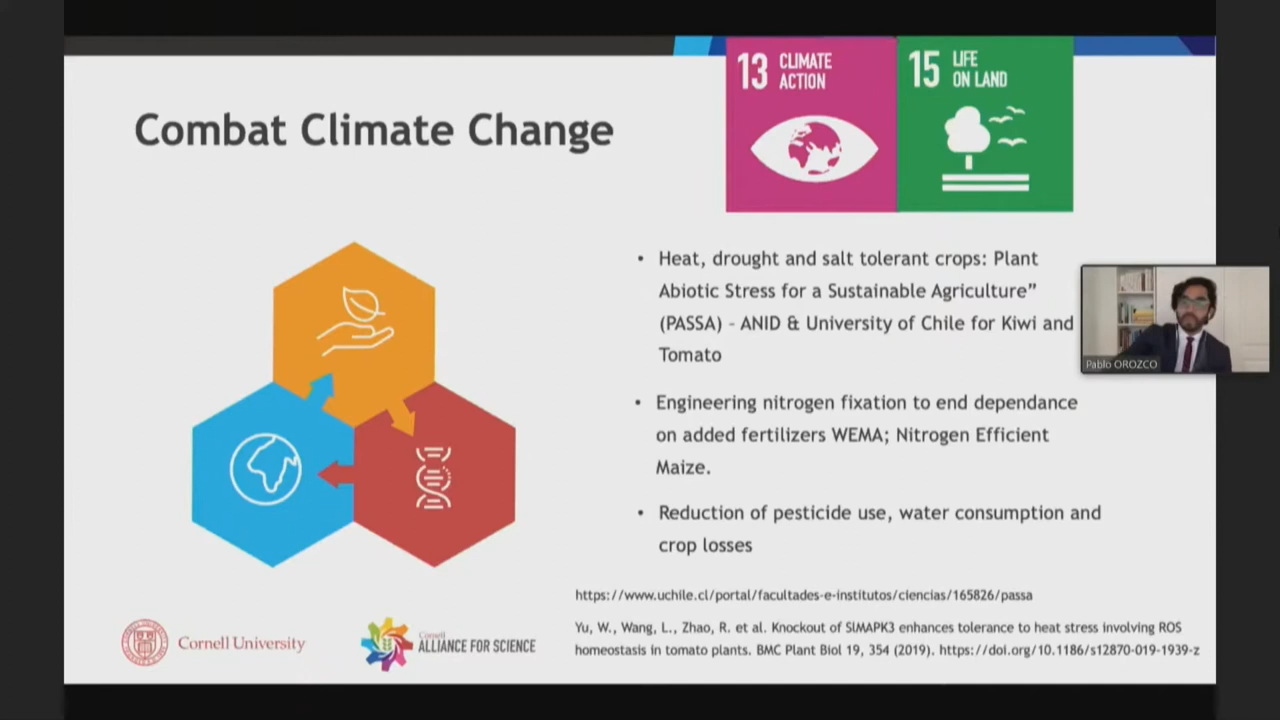 13 CLIMATE
ACTION
15 LIFE
ON LAND
Combat Climate Change
• Heat, drought and salt tolerant crops: Plant
Abiotic Stress for a Sustainable Agriculture”
(PASSA) - ANID & University of Chile for Kiwi and
Tomato
• Engineering nitrogen fixation to end dependance
on added fertilizers WEMA; Nitrogen Efficient
Maize.
• Reduction of pesticide use, water consumption and
crop losses
Pablo OROZCO
https://www.uchile.cl/portal/facultades-e-institutos/ciencias/165826/passa
Yu, W., Wang, L., Zhao, R. et al. Knockout of SlMAPK3 enhances tolerance to heat stress involving ROS
homeostasis in tomato plants. BMC Plant Biol 19, 354 (2019). https://doi.org/10.1186/s12870-019-1939-z
Cornell University
Cornell
ALLIANCE FOR SCIENCE